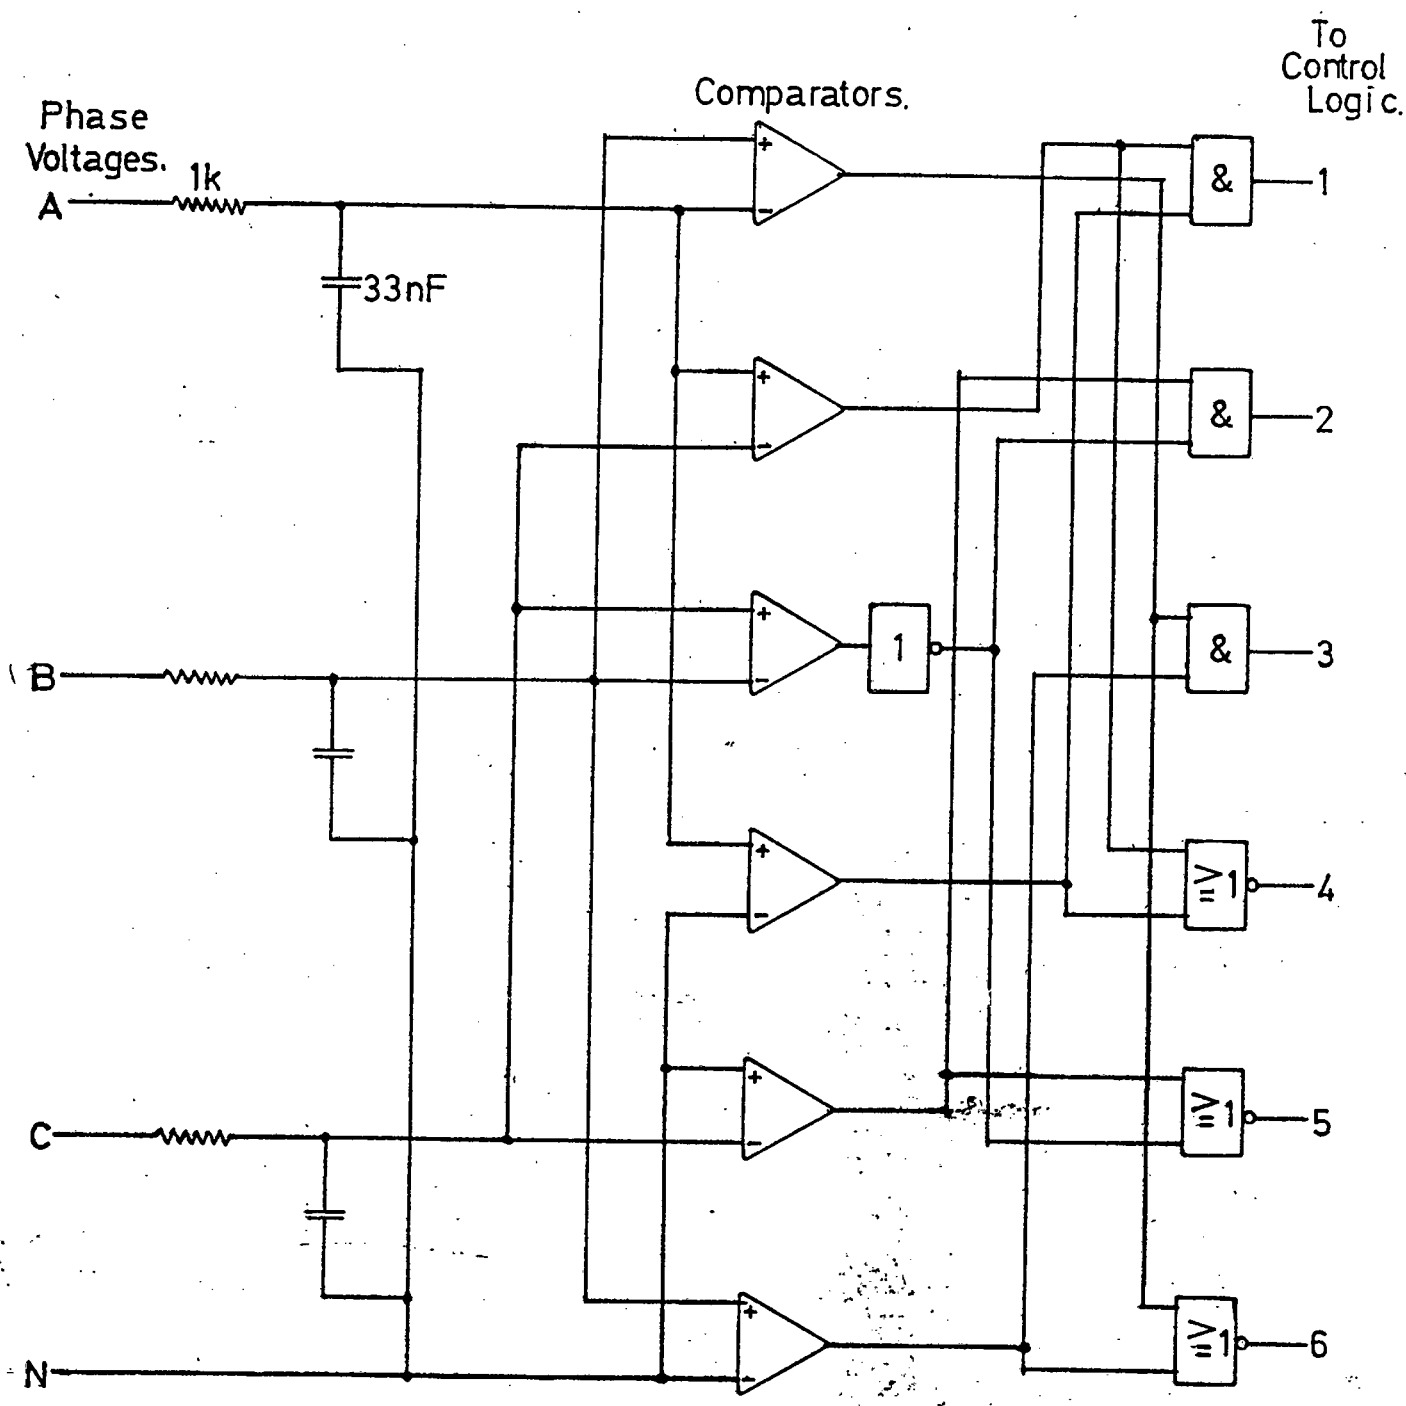 To
Control
Logic.
Comparators.
Phase
Voltages.
1k
A
33nF
+
-
&
1
+
-
&
2
+
-
1
&
3
B
+
-
≥1
4
C
+
-
≥1
5
+
-
≥1
6
N